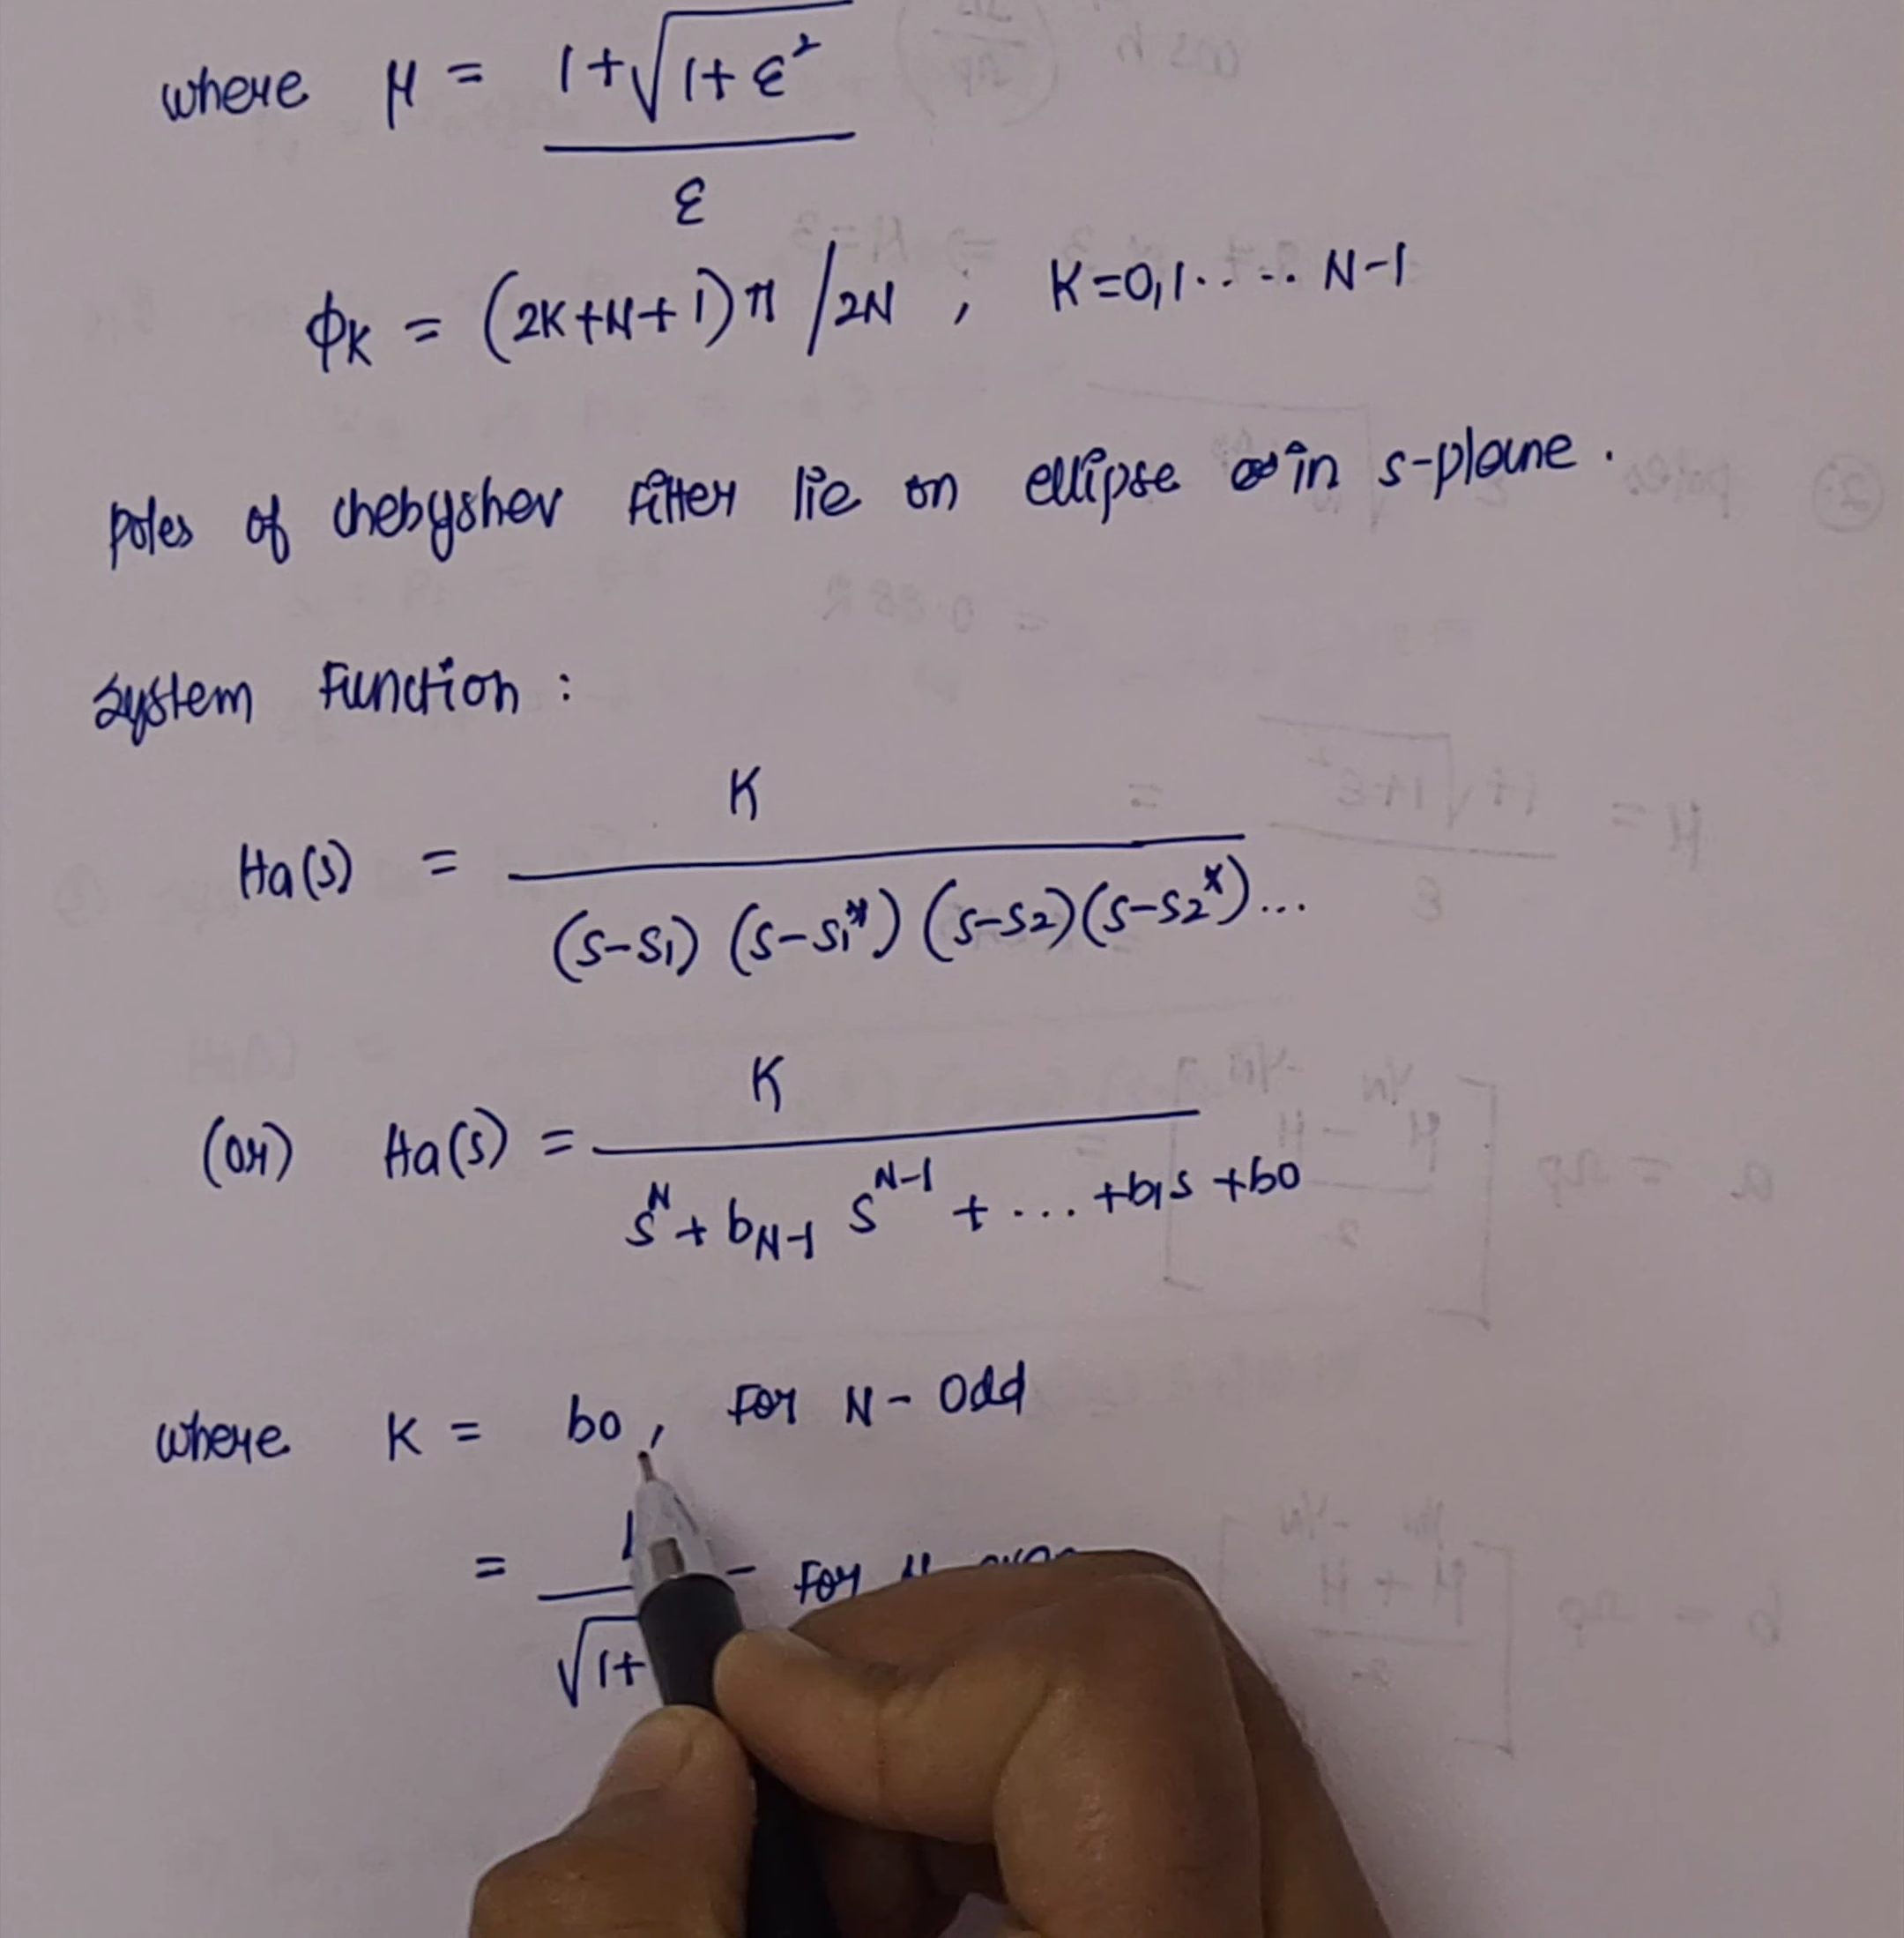 where μ = 1+√1+ε² / ε
ϕK = (2K+N+1)π /2N ; K=0,1..... N-1
Poles of chebyshev Filter lie on ellipse in s-plane.
System Function :
Ha(s) = K / (s-s1) (s-s1*) (s-s2)(s-s2*)...
(or) Ha(s) = K / s^N + bN-1 s^N-1 + ... +b1s +b0
where K = b0, For N- Odd
= 1 / √1+ For N